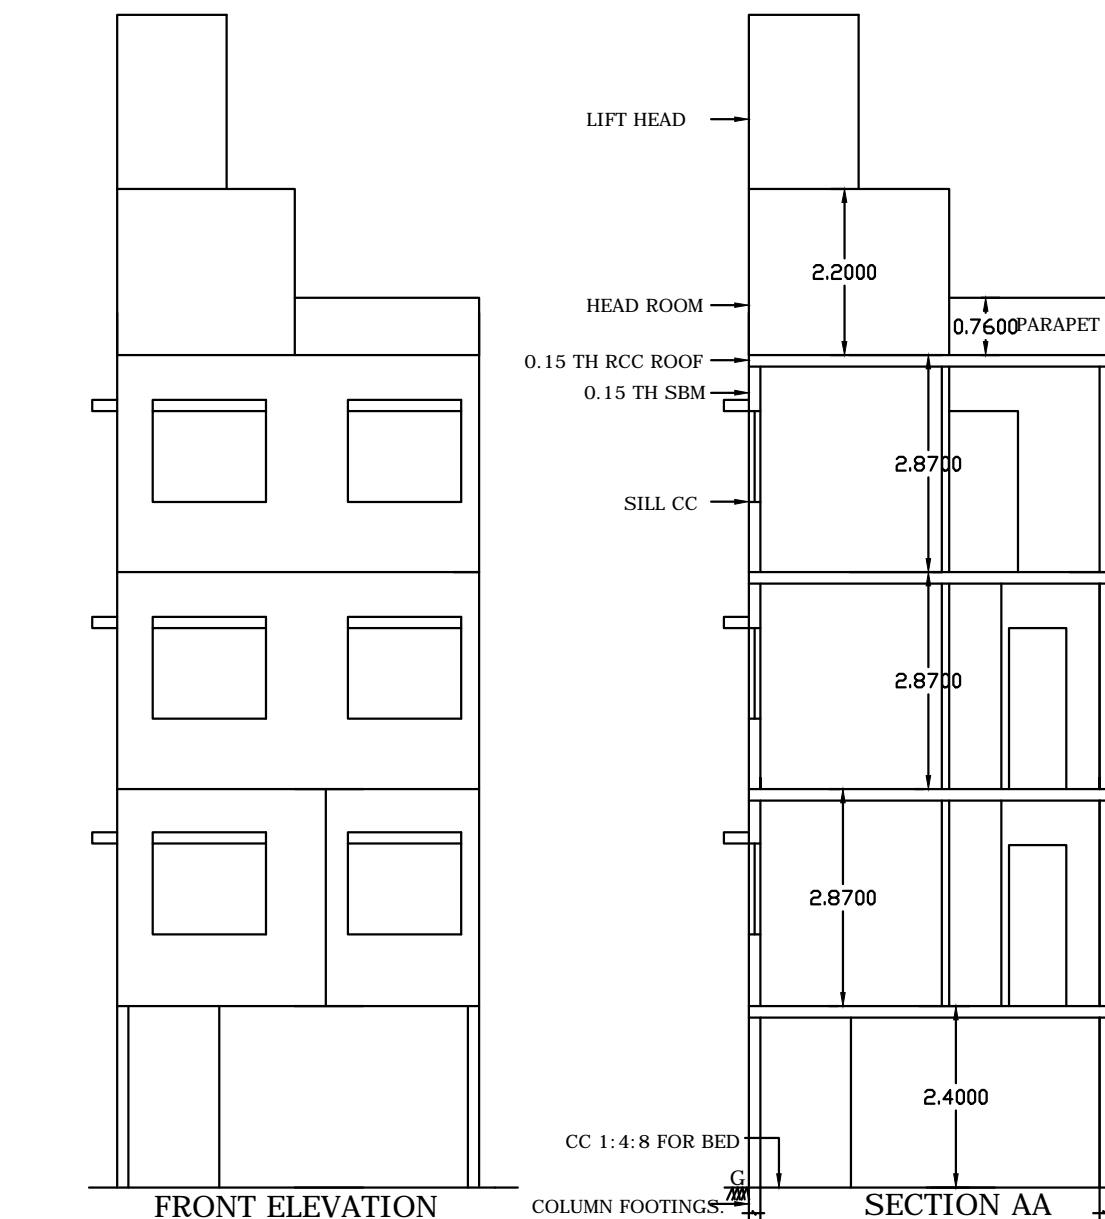 LIFT HEAD
2.2000
HEAD ROOM
0.7600 PARAPET
0.15 TH RCC ROOF
0.15 TH SBM
2.8700
SILL CC
2.8700
2.8700
2.4000
CC 1:4:8 FOR BED
G
COLUMN FOOTINGS.
FRONT ELEVATION
SECTION AA